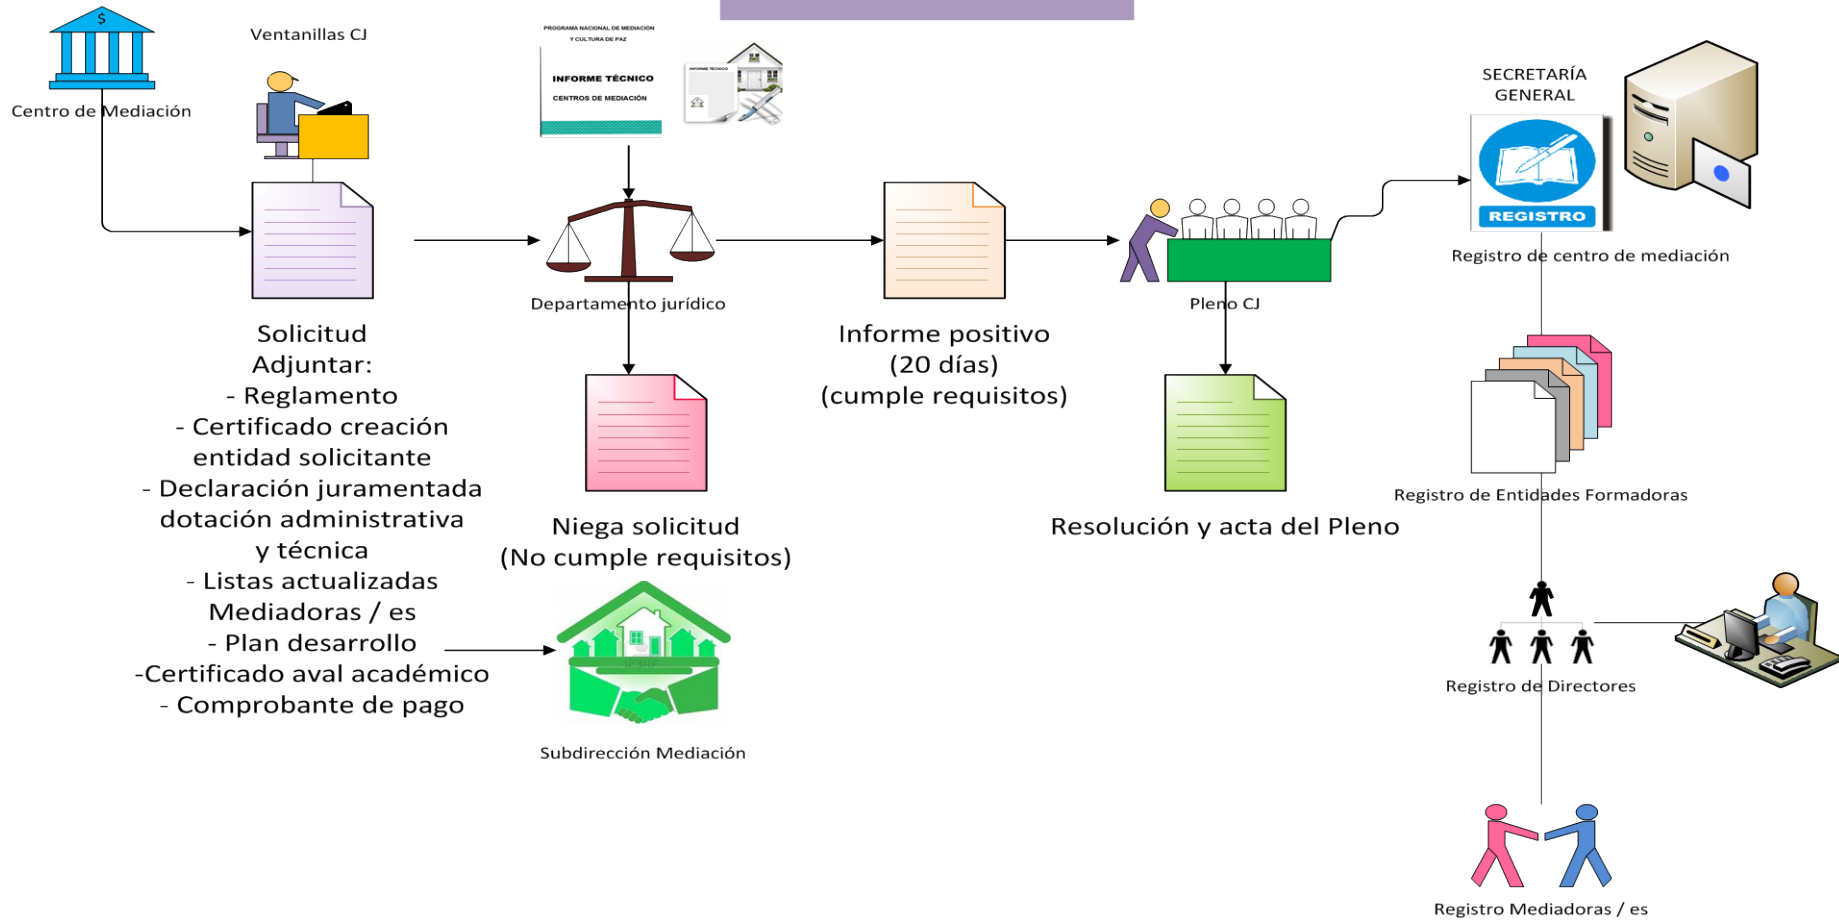 $
Centro de Mediación
Ventanillas CJ
PROGRAMA NACIONAL DE MEDIACIÓN
Y CULTURA DE PAZ
INFORME TÉCNICO
CENTROS DE MEDIACIÓN
INFORME TÉCNICO
SECRETARÍA
GENERAL
REGISTRO
Registro de centro de mediación
Solicitud
Adjuntar:
- Reglamento
- Certificado creación
entidad solicitante
- Declaración juramentada
dotación administrativa
y técnica
- Listas actualizadas
Mediadoras / es
- Plan desarrollo
-Certificado aval académico
- Comprobante de pago
Departamento jurídico
Niega solicitud
(No cumple requisitos)
Subdirección Mediación
Informe positivo
(20 días)
(cumple requisitos)
Pleno CJ
Resolución y acta del Pleno
Registro de Entidades Formadoras
Registro de Directores
Registro Mediadoras / es